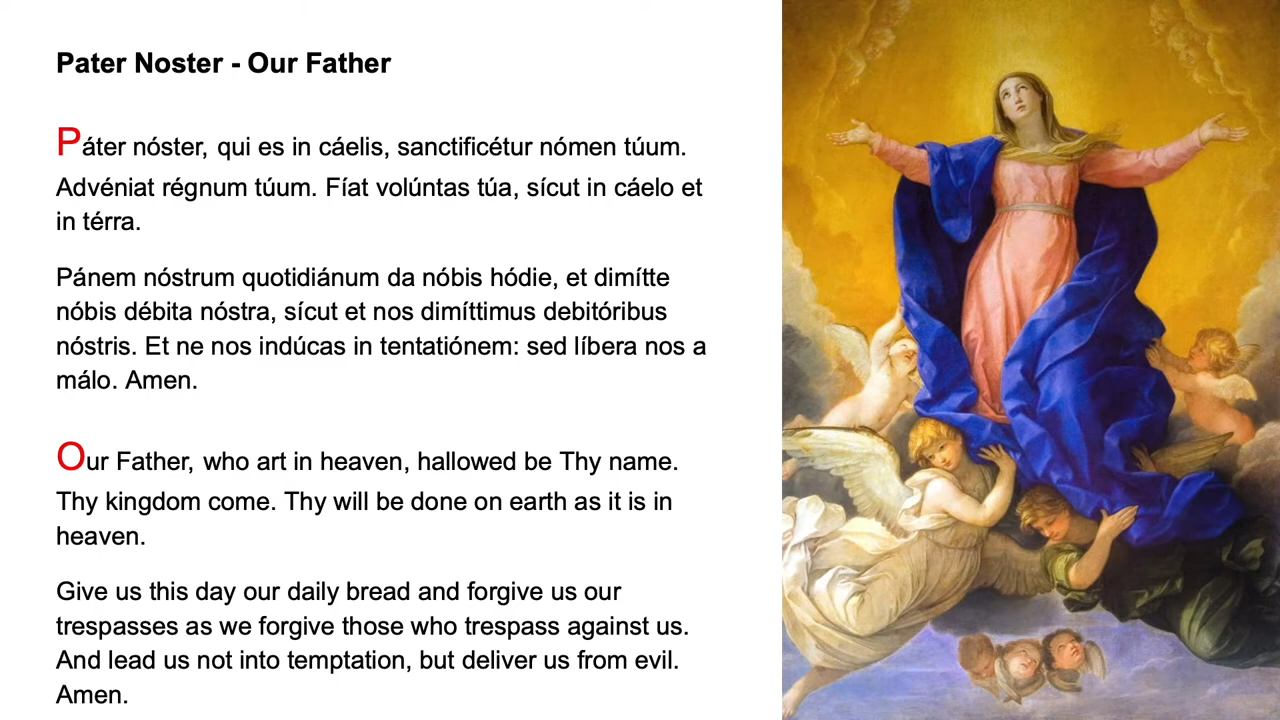 Pater Noster - Our Father
Páter nóster, qui es in cáelis, sanctificétur nómen túum.
Advéniat régnum túum. Fíat volúntas túa, sícut in cáelo et
in térra.
Pánem nóstrum quotidiánum da nóbis hódie, et dimítte
nóbis débita nóstra, sícut et nos dimíttimus debitóribus
nóstris. Et ne nos indúcas in tentatiónem: sed líbera nos a
málo. Amen.
Our Father, who art in heaven, hallowed be Thy name.
Thy kingdom come. Thy will be done on earth as it is in
heaven.
Give us this day our daily bread and forgive us our
trespasses as we forgive those who trespass against us.
And lead us not into temptation, but deliver us from evil.
Amen.